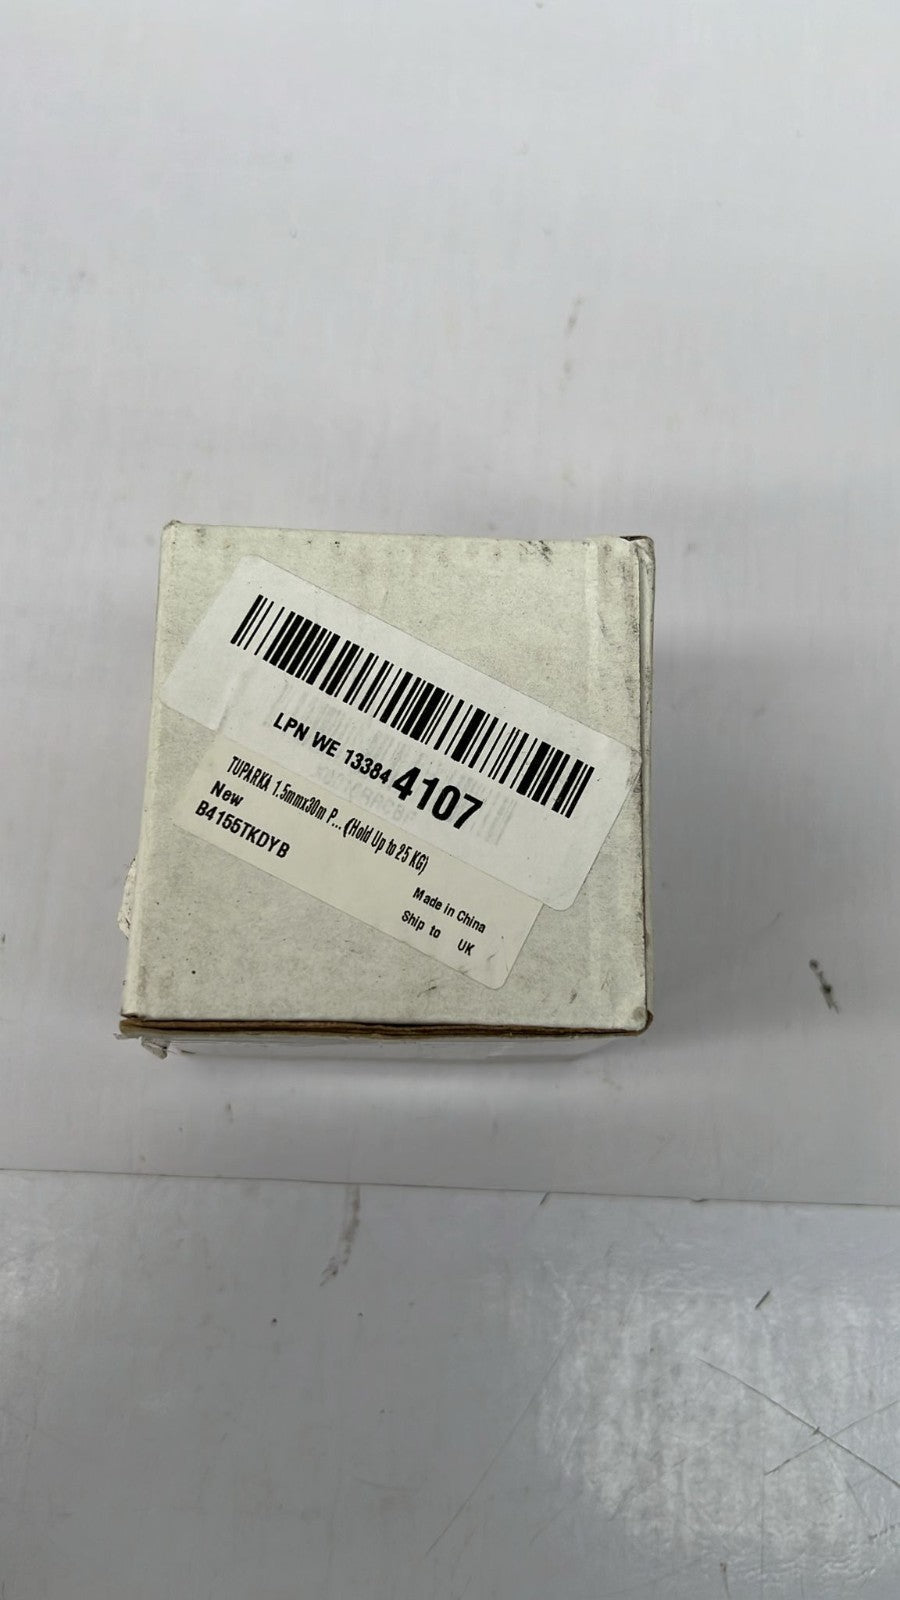 LPN WE 13384 4107
TUPARKA 1.5mmx30m P... (Hold Up to 25 KG)
New
B4155TKDYB
Made in China
Ship to UK